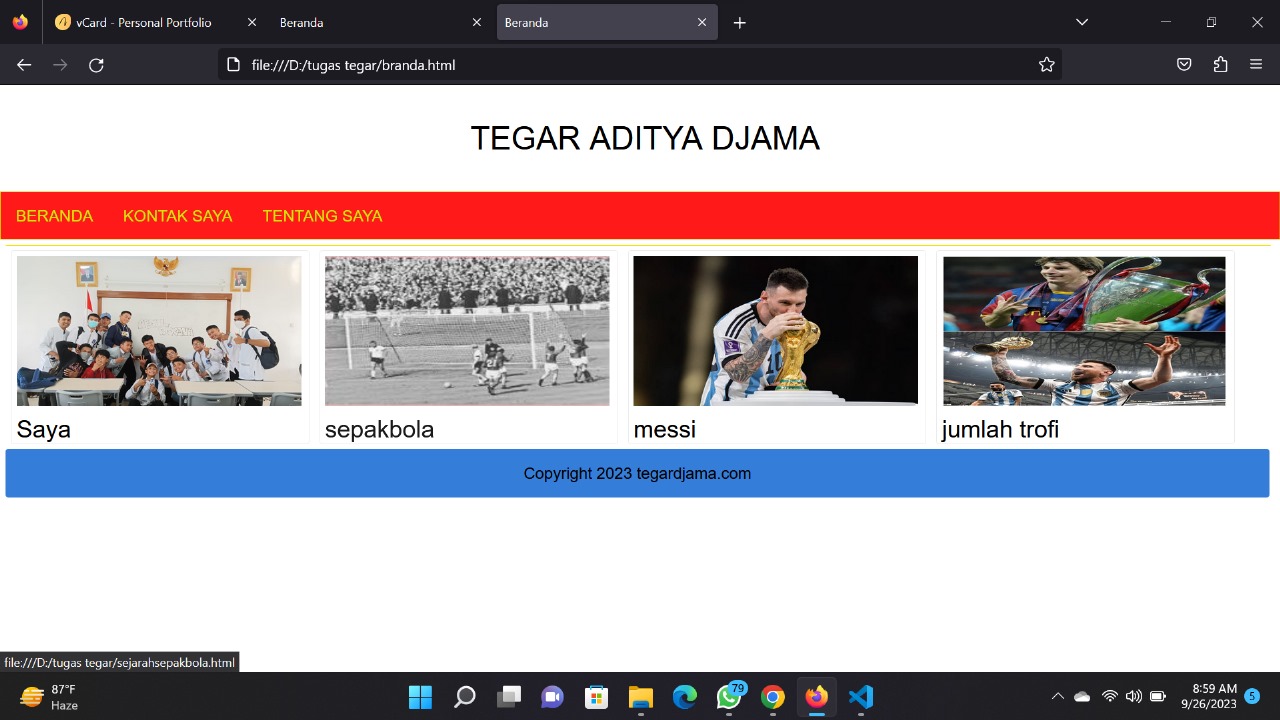 vCard - Personal Portfolio
Beranda
Beranda
file:///D:/tugas tegar/branda.html
TEGAR ADITYA DJAMA
BERANDA KONTAK SAYA TENTANG SAYA
Saya
sepakbola
messi
jumlah trofi
Copyright 2023 tegardjama.com
file:///D:/tugas tegar/sejarahsepakbola.html
87°F
Haze
79
8:59 AM
9/26/2023
5